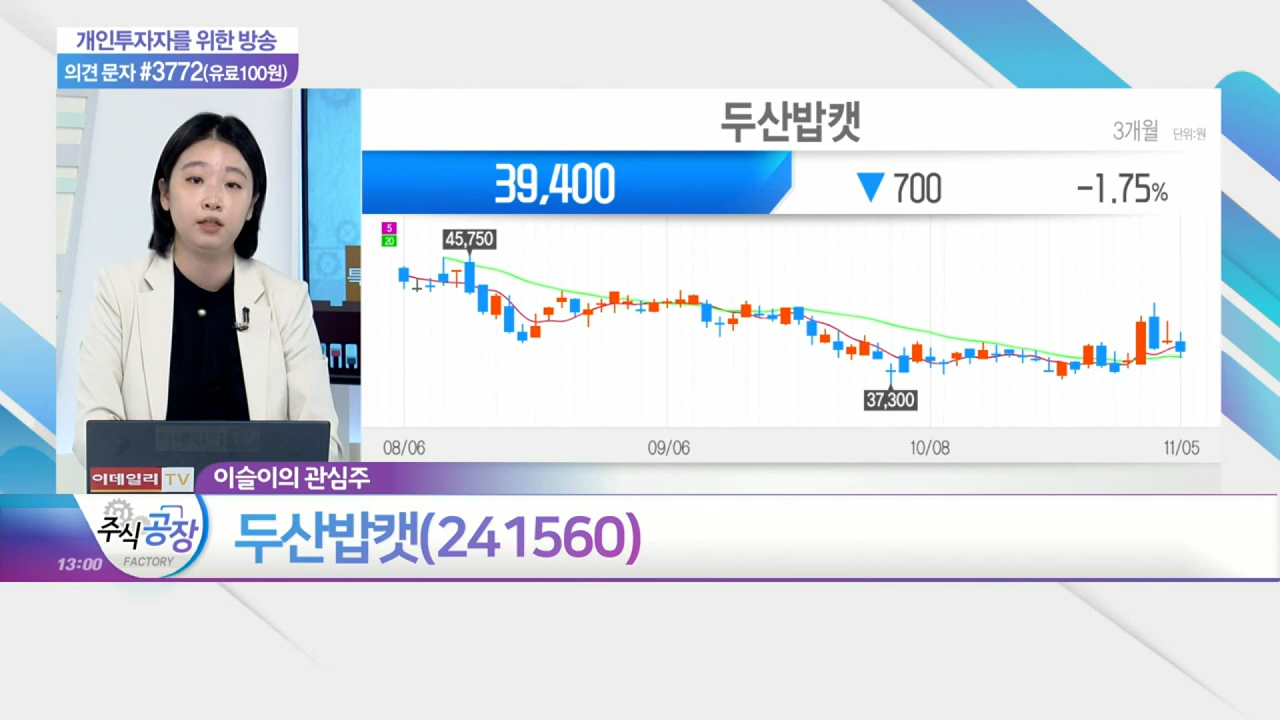 개인투자자를 위한 방송
의견 문자 #3772(유료100원)
두산밥캣
3개월 단위:원
39,400 ▼700 -1.75%
5
20
45,750
37,300
08/06 09/06 10/08 11/05
이데일리 TV
이슬이의 관심주
주식공장
FACTORY
13:00
두산밥캣(241560)